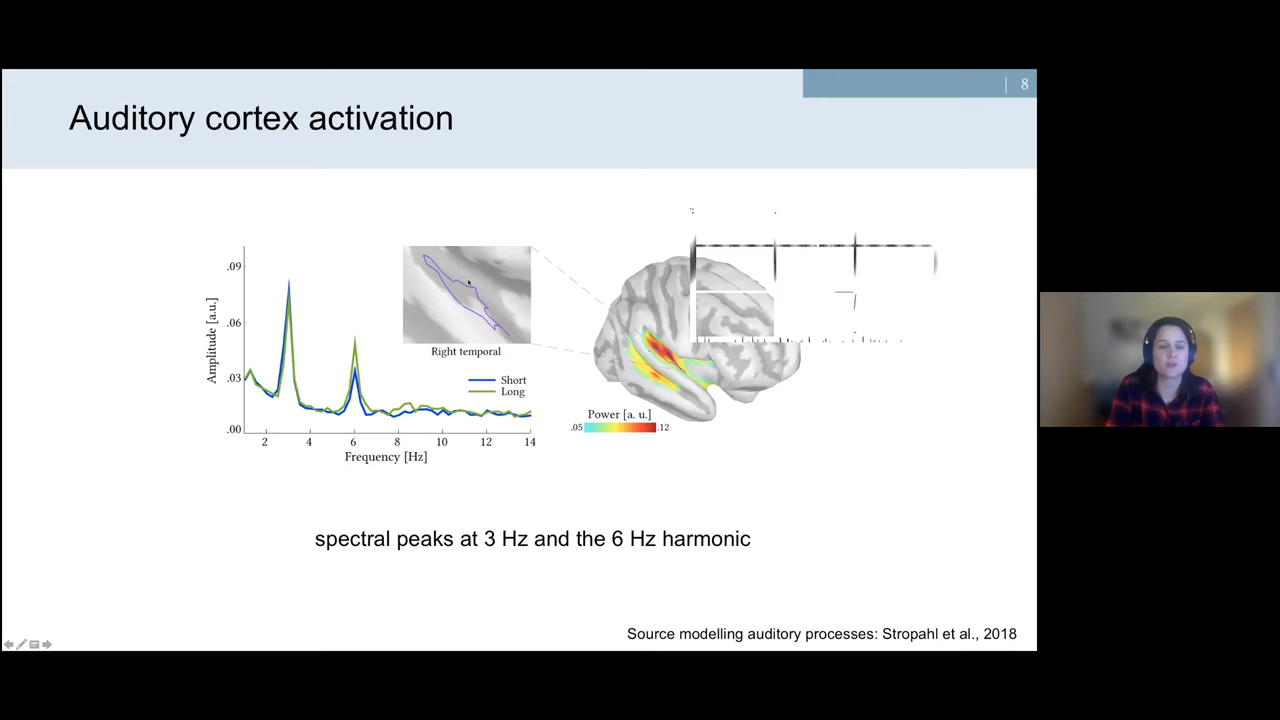 8
Auditory cortex activation
.09
.06
.03
.00
Amplitude [a.u.]
2 4 6 8 10 12 14
Frequency [Hz]
Right temporal
Short
Long
Power [a. u.]
.05 .12
spectral peaks at 3 Hz and the 6 Hz harmonic
Source modelling auditory processes: Stropahl et al., 2018